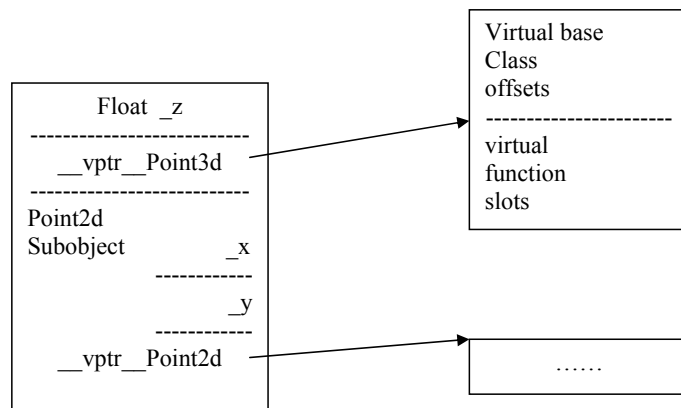 Float _z
---------------------------
__vptr__Point3d
---------------------------
Point2d
Subobject _x
-----------
_y
-----------
__vptr__Point2d
Virtual base
Class
offsets
-----------------------
virtual
function
slots
……